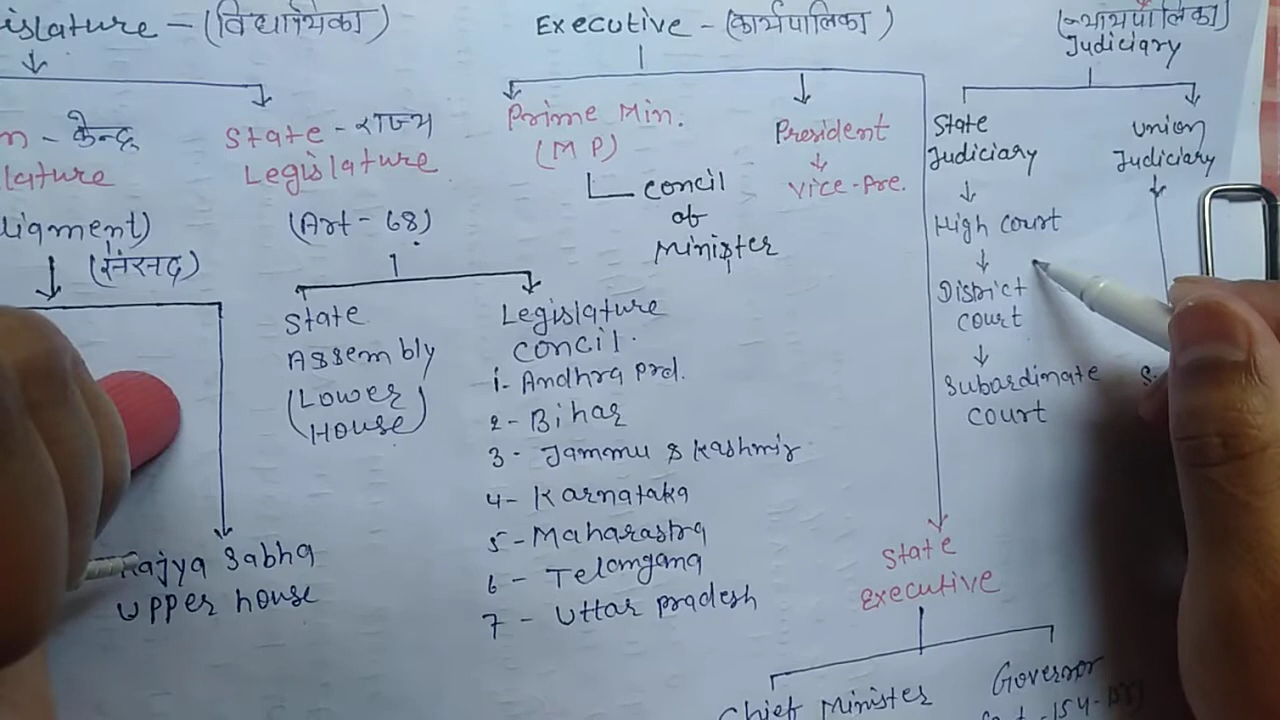 islature - (विधायिका)
↓
n - केन्द्र
lature
liament)
(संसद)
Rajya Sabha
Upper house
State - राज्य
Legislature
(Art - 68)
State
Assembly
(Lower
House)
Legislature
concil.
1- Andhra prd.
2 - Bihar
3 - Jammu & Kashmir
4 - Karnataka
5 - Maharastra
6 - Telamgana
7 - Uttar pradesh
Executive - (कार्यपालिका)
Prime Min.
(MP)
concil
of
Minister
President
↓
Vice-Pre.
State
Executive
Chief Minister
Governor
(न्यायपालिका)
Judiciary
State
Judiciary
↓
High court
↓
District
court
↓
Subardinate
court
union
Judiciary